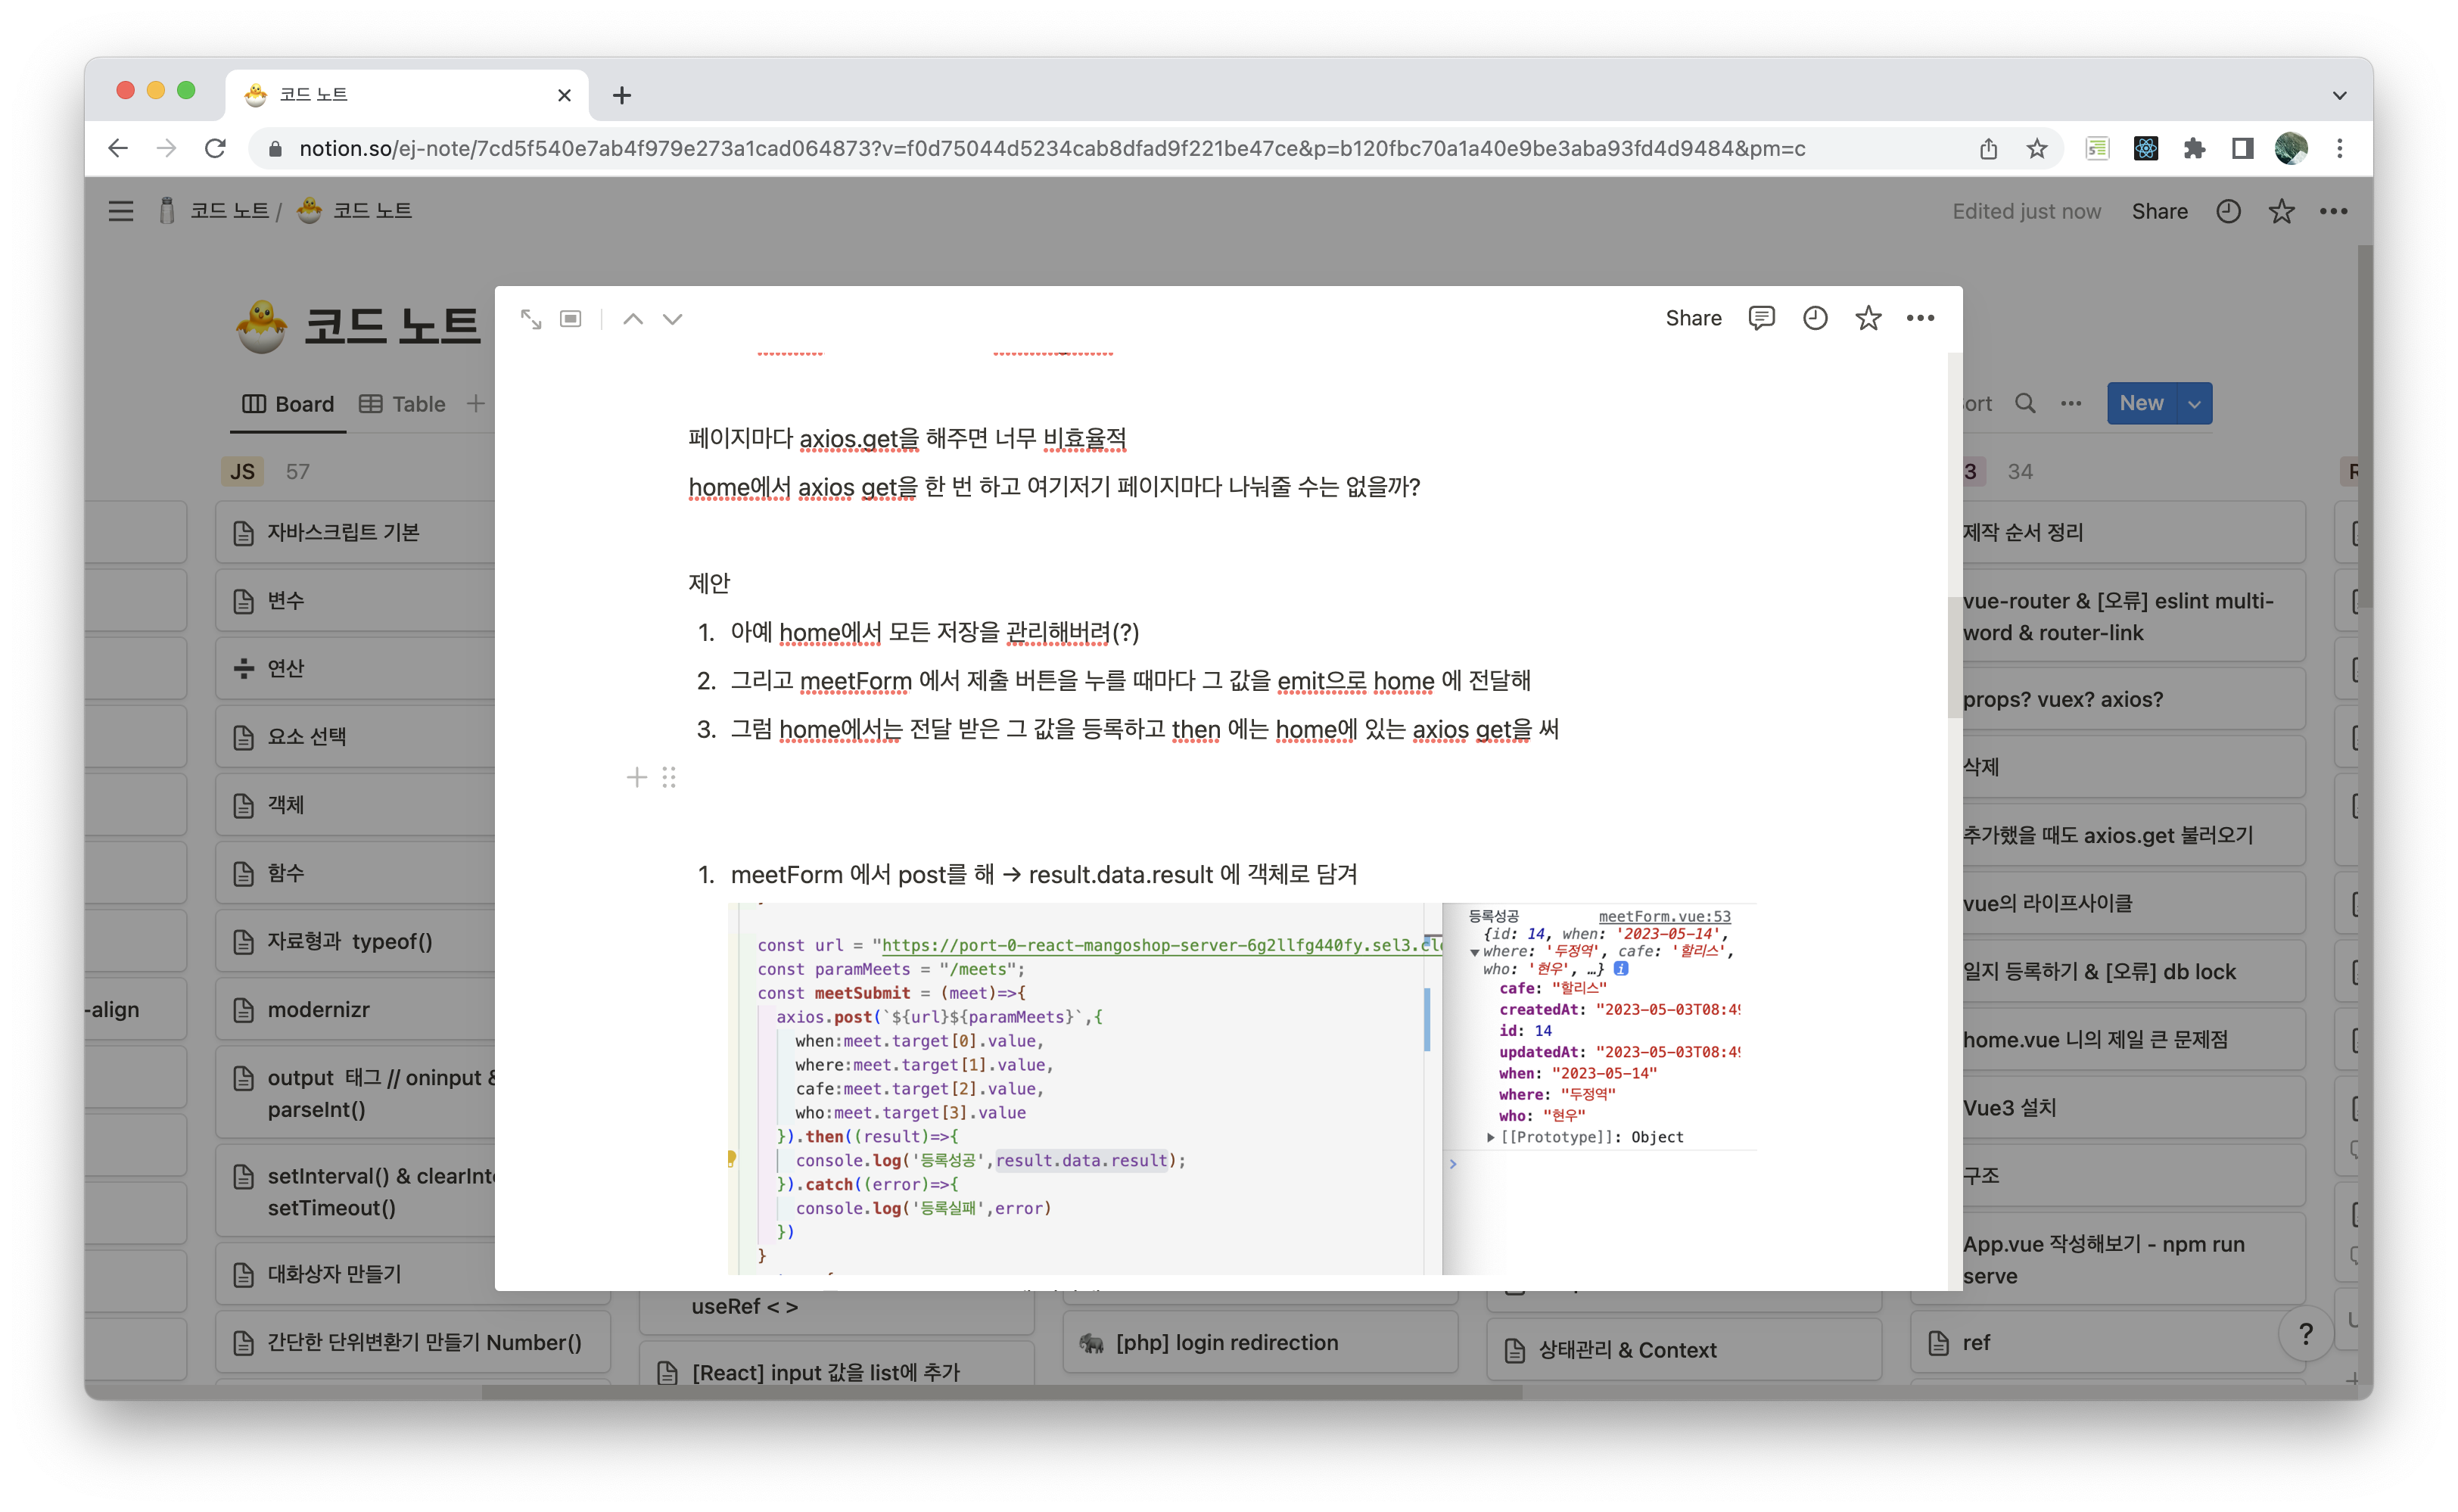 코드 노트
notion.so/ej-note/7cd5f540e7ab4f979e273a1cad064873?v=f0d75044d5234cab8dfad9f221be47ce&p=b120fbc70a1a40e9be3aba93fd4d9484&pm=c
코드 노트 / 코드 노트
Edited just now Share
코드 노트
Board Table
ort New
JS 57
3 34
자바스크립트 기본
변수
연산
요소 선택
객체
함수
자료형과 typeof()
-align
modernizr
output 태그 // oninput &
parseInt()
setInterval() & clearInte
setTimeout()
대화상자 만들기
간단한 단위변환기 만들기 Number()
Share
페이지마다 axios.get을 해주면 너무 비효율적
home에서 axios get을 한 번 하고 여기저기 페이지마다 나눠줄 수는 없을까?
제안
1. 아예 home에서 모든 저장을 관리해버려(?)
2. 그리고 meetForm 에서 제출 버튼을 누를 때마다 그 값을 emit으로 home 에 전달해
3. 그럼 home에서는 전달 받은 그 값을 등록하고 then 에는 home에 있는 axios get을 써
1. meetForm 에서 post를 해 → result.data.result 에 객체로 담겨
const url = "https://port-0-react-mangoshop-server-6g2llfg440fy.sel3.cl
const paramMeets = "/meets";
const meetSubmit = (meet)=>{
axios.post(`${url}${paramMeets}`,{
when:meet.target[0].value,
where:meet.target[1].value,
cafe:meet.target[2].value,
who:meet.target[3].value
}).then((result)=>{
console.log('등록성공',result.data.result);
}).catch((error)=>{
console.log('등록실패',error)
})
}
등록성공 meetForm.vue:53
{id: 14, when: '2023-05-14',
where: '두정역', cafe: '할리스',
who: '현우', …}
cafe: "할리스"
createdAt: "2023-05-03T08:49
id: 14
updatedAt: "2023-05-03T08:49
when: "2023-05-14"
where: "두정역"
who: "현우"
[[Prototype]]: Object
useRef < >
[React] input 값을 list에 추가
[php] login redirection
상태관리 & Context
제작 순서 정리
vue-router & [오류] eslint multi-
word & router-link
props? vuex? axios?
삭제
추가했을 때도 axios.get 불러오기
vue의 라이프사이클
일지 등록하기 & [오류] db lock
home.vue 니의 제일 큰 문제점
Vue3 설치
구조
App.vue 작성해보기 - npm run
serve
ref
?